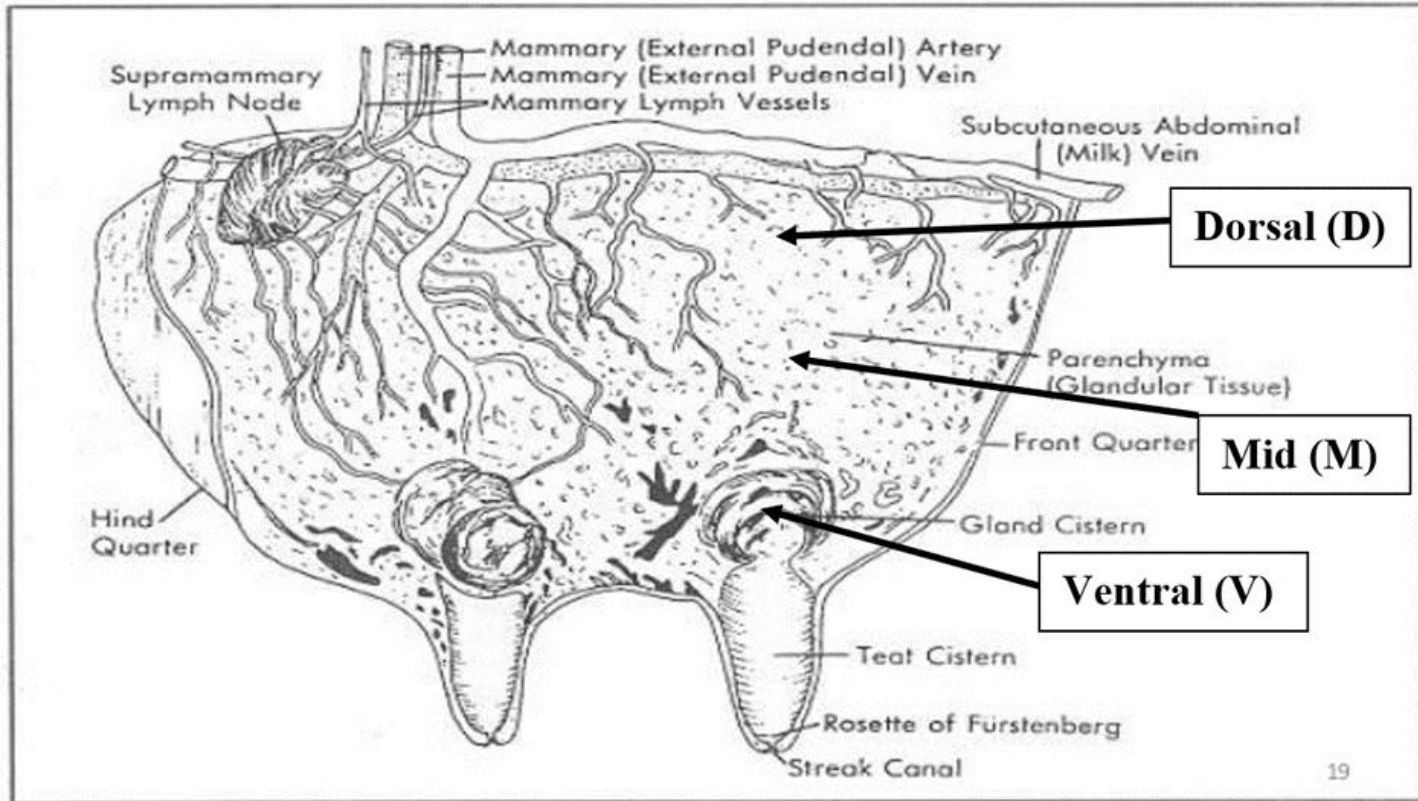 Mammary (External Pudendal) Artery
Mammary (External Pudendal) Vein
Mammary Lymph Vessels
Supramammary
Lymph Node
Subcutaneous Abdominal
(Milk) Vein
Dorsal (D)
Parenchyma
(Glandular Tissue)
Front Quarter
Mid (M)
Hind
Quarter
Gland Cistern
Ventral (V)
Teat Cistern
Rosette of Furstenberg
Streak Canal
19